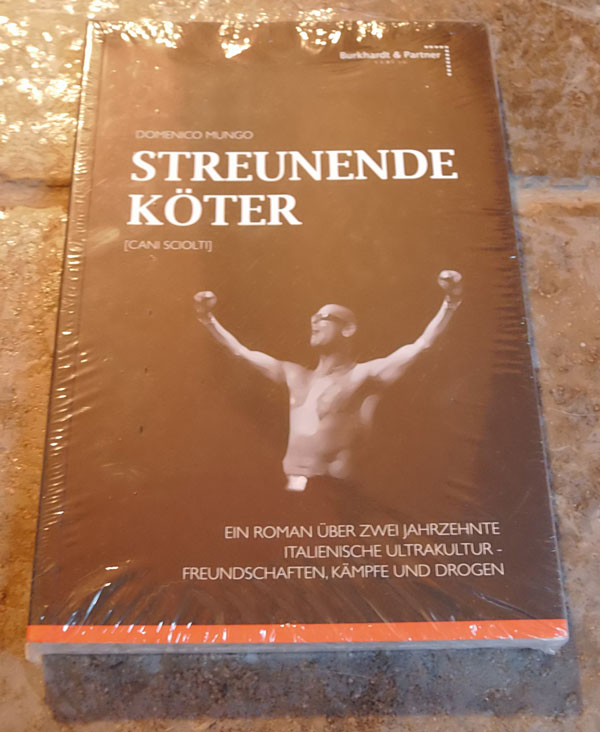 Burkhardt & Partner
VERLAG
DOMENICO MUNGO
STREUNENDE
KÖTER
[CANI SCIOLTI]
EIN ROMAN ÜBER ZWEI JAHRZEHNTE
ITALIENISCHE ULTRAKULTUR -
FREUNDSCHAFTEN, KÄMPFE UND DROGEN